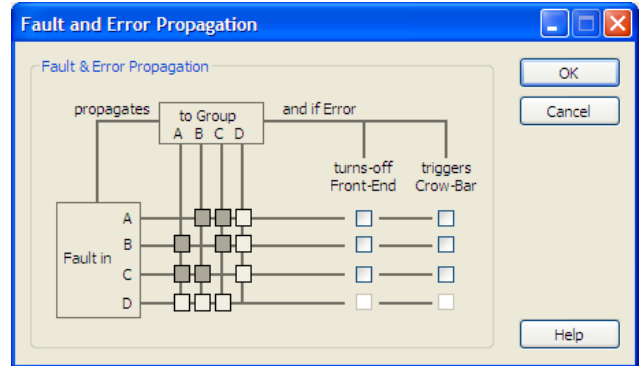 Fault and Error Propagation
Fault & Error Propagation
OK
Cancel
propagates
to Group
and if Error
A B C D
turns-off
Front-End
triggers
Crow-Bar
A
B
Fault in
C
D
Help